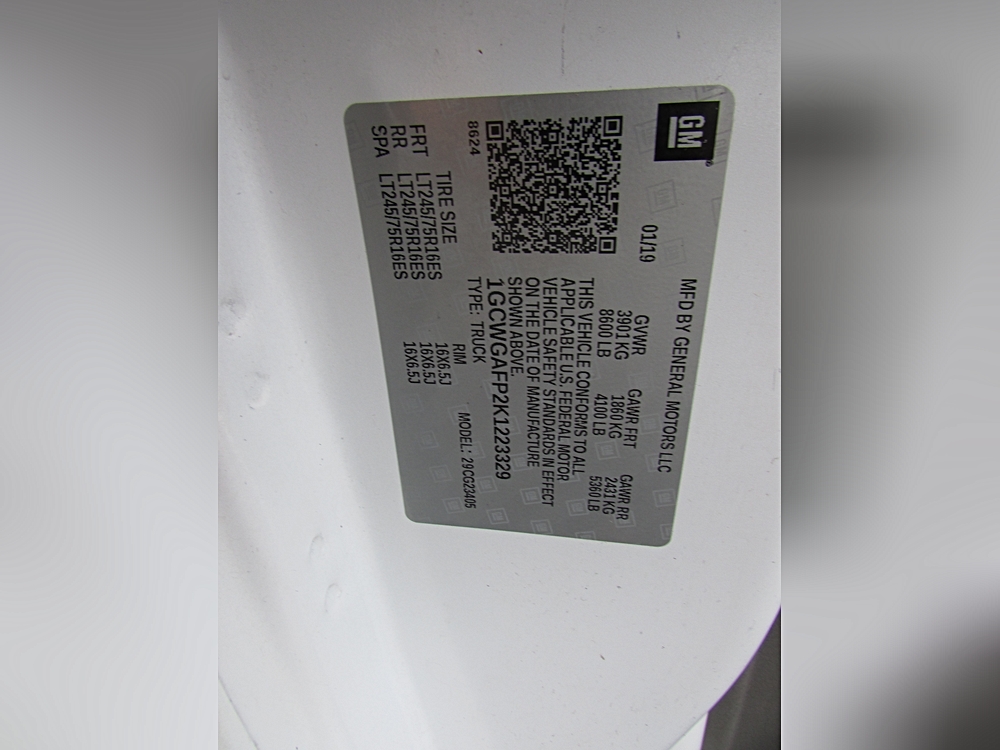 GM
MFD BY GENERAL MOTORS LLC
01/19
GVWR GAWR FRT GAWR RR
3901 KG 1860 KG 2431 KG
8600 LB 4100 LB 5360 LB
THIS VEHICLE CONFORMS TO ALL
APPLICABLE U.S. FEDERAL MOTOR
VEHICLE SAFETY STANDARDS IN EFFECT
ON THE DATE OF MANUFACTURE
SHOWN ABOVE.
1GCWGAFP2K1223329
8624
TYPE: TRUCK MODEL: 29CG23405
TIRE SIZE RIM
FRT LT245/75R16ES 16X6.5J
RR LT245/75R16ES 16X6.5J
SPA LT245/75R16ES 16X6.5J